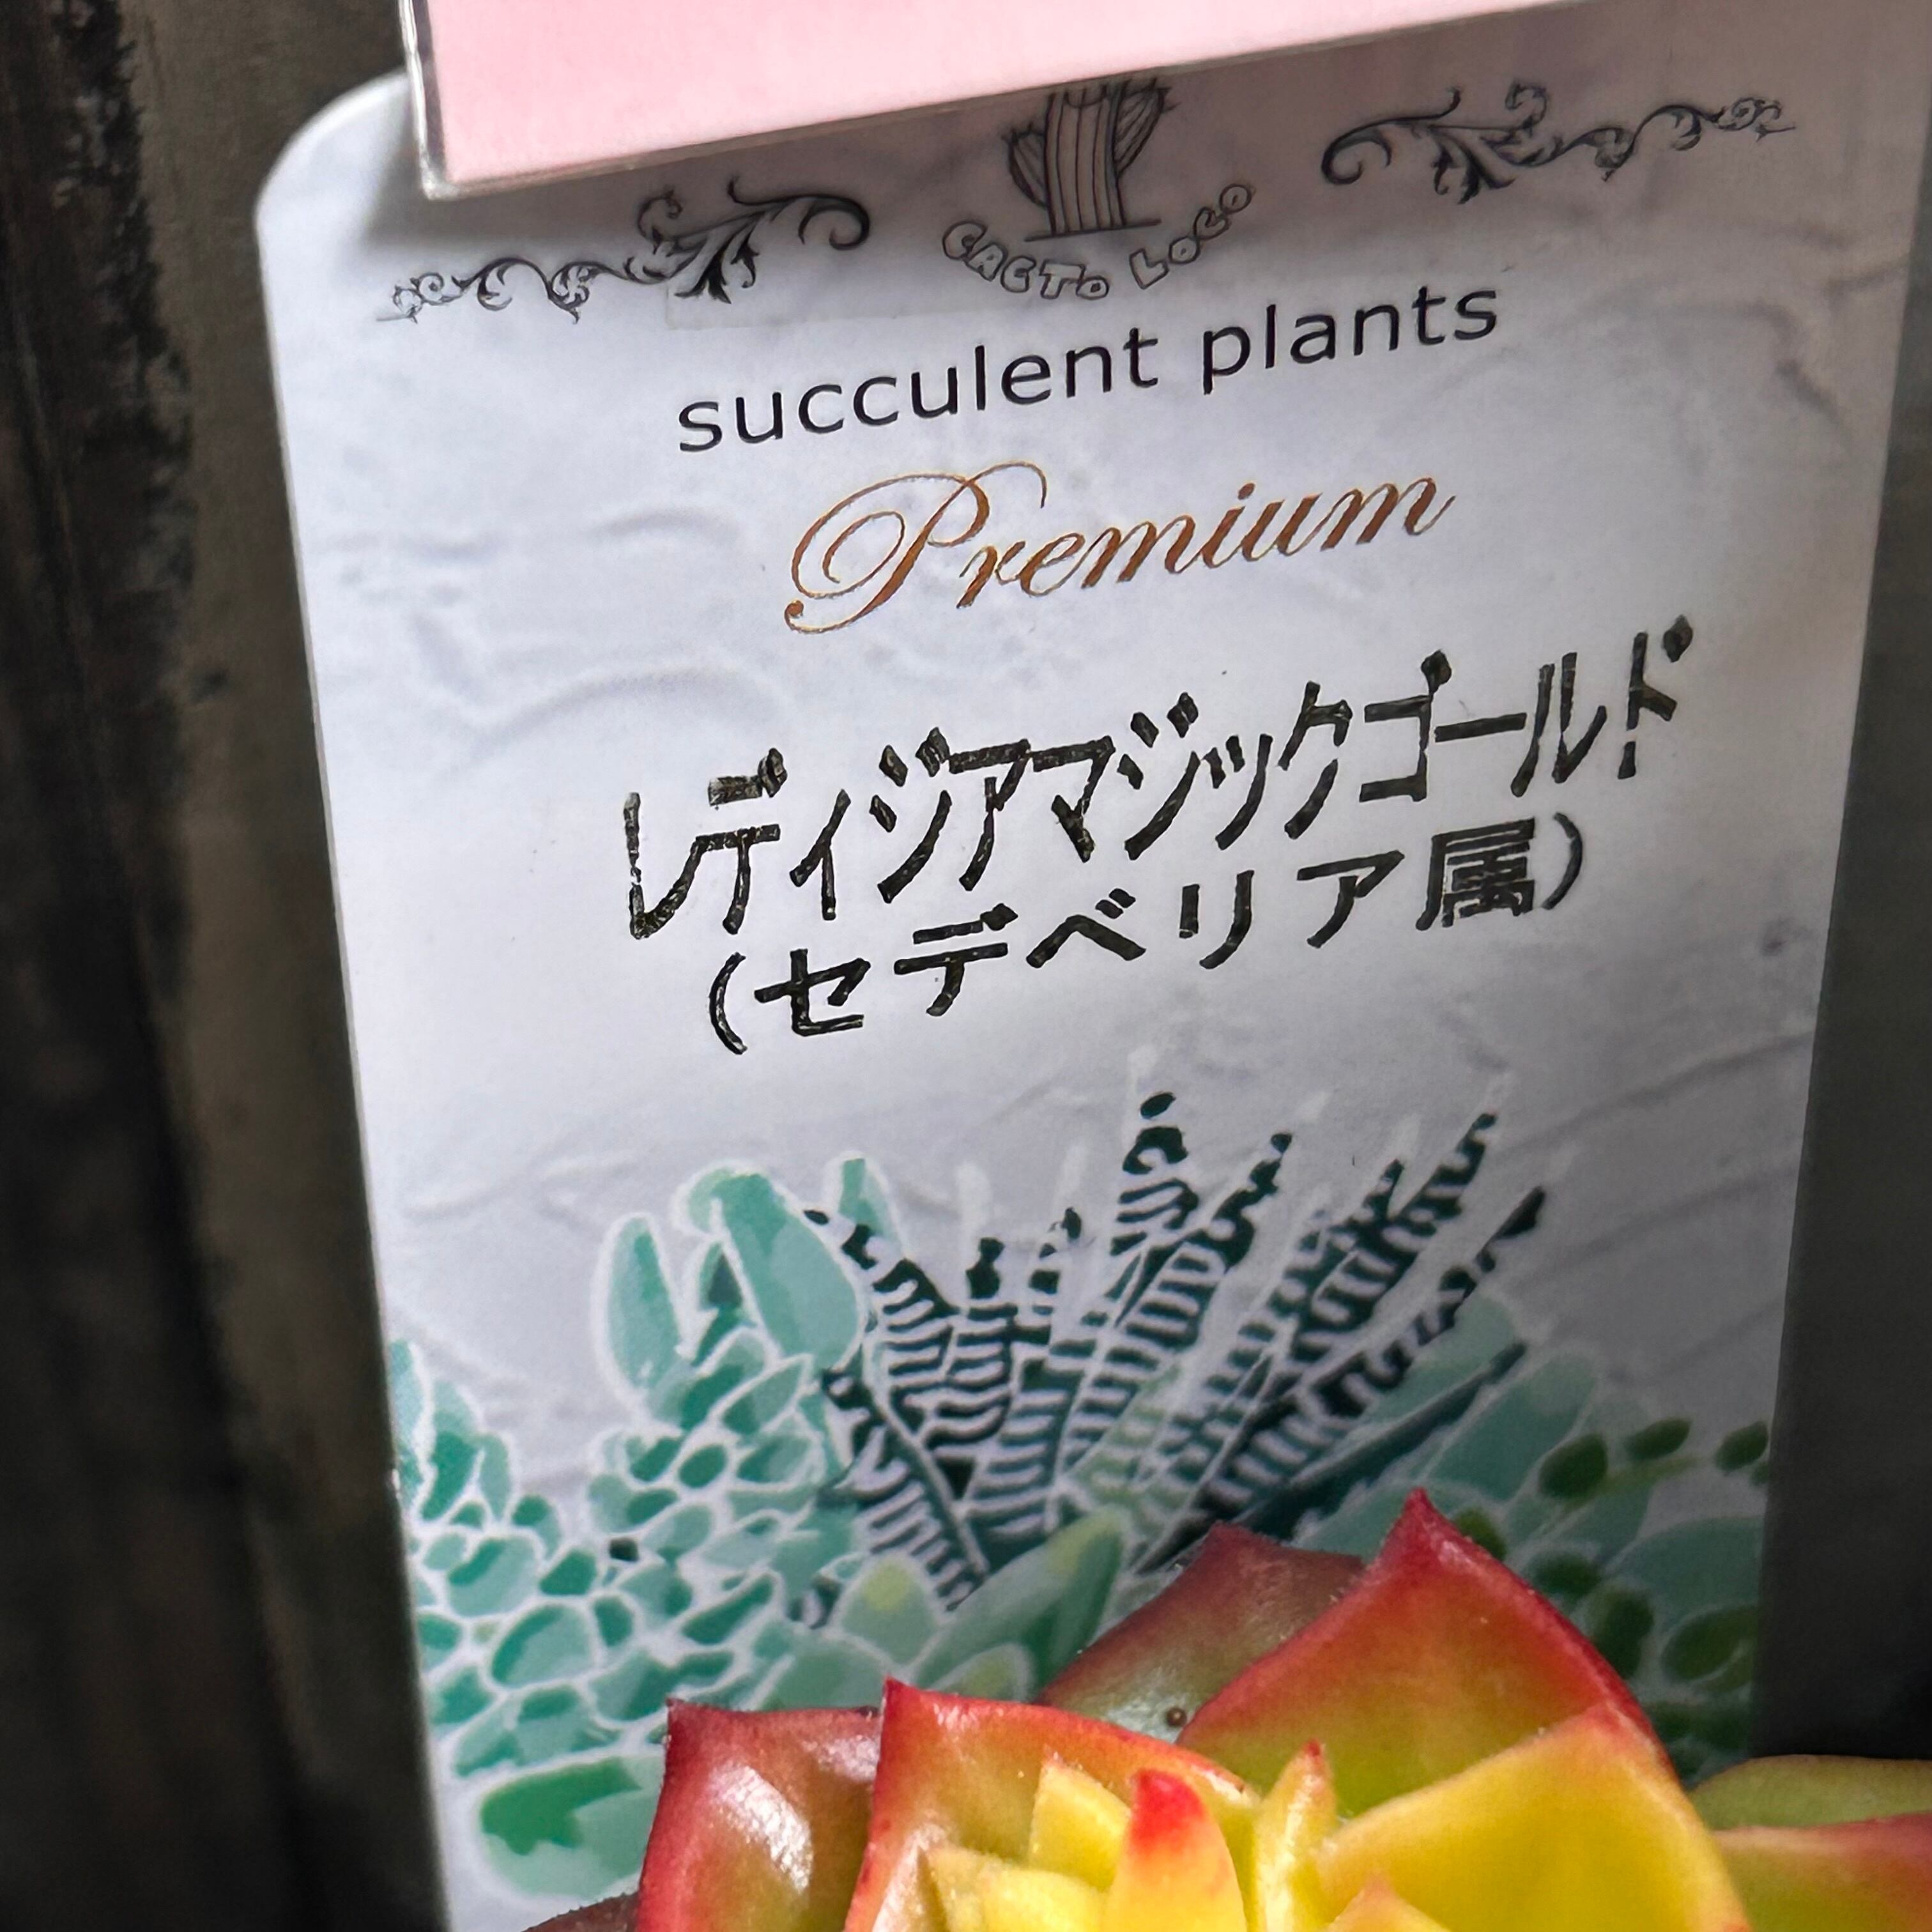 CACTO LOCO
succulent plants
Premium
レディジアマジックゴールド
(セデベリア属)